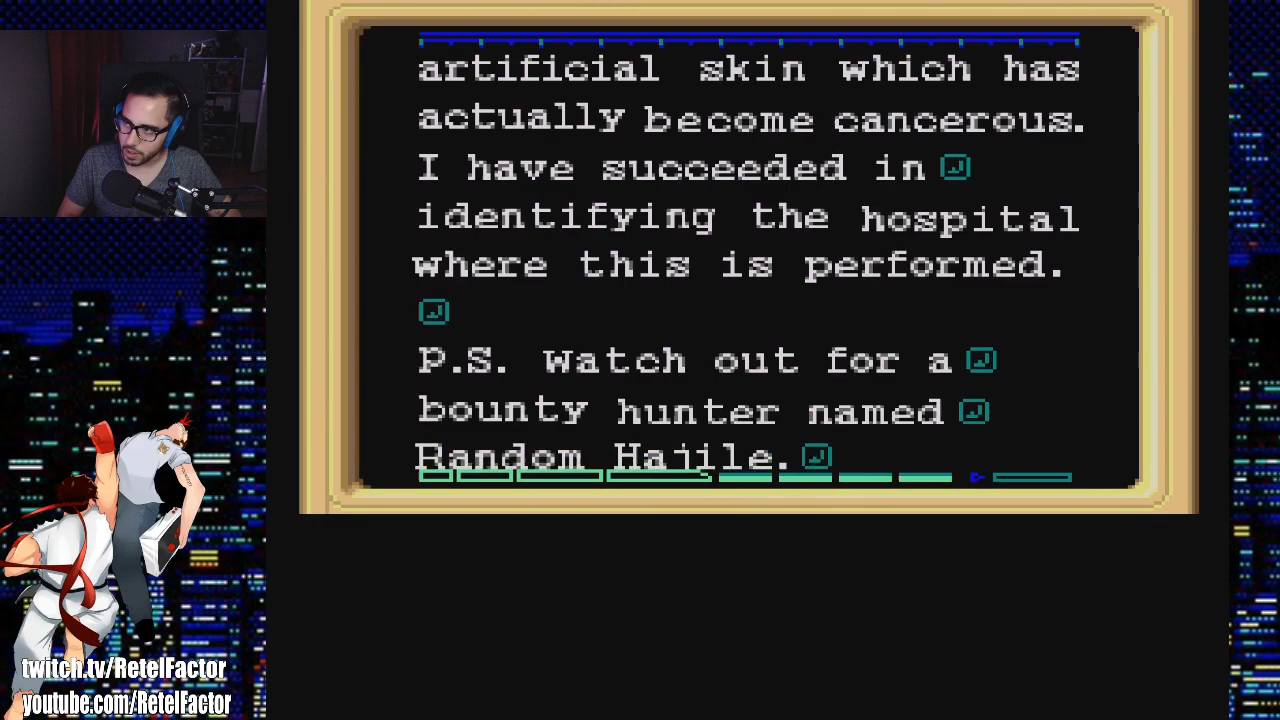 artificial skin which has
actually become cancerous.
I have succeeded in
identifying the hospital
where this is performed.
P.S. Watch out for a
bounty hunter named
Random Hajile.
twitch.tv/RetelFactor
youtube.com/RetelFactor